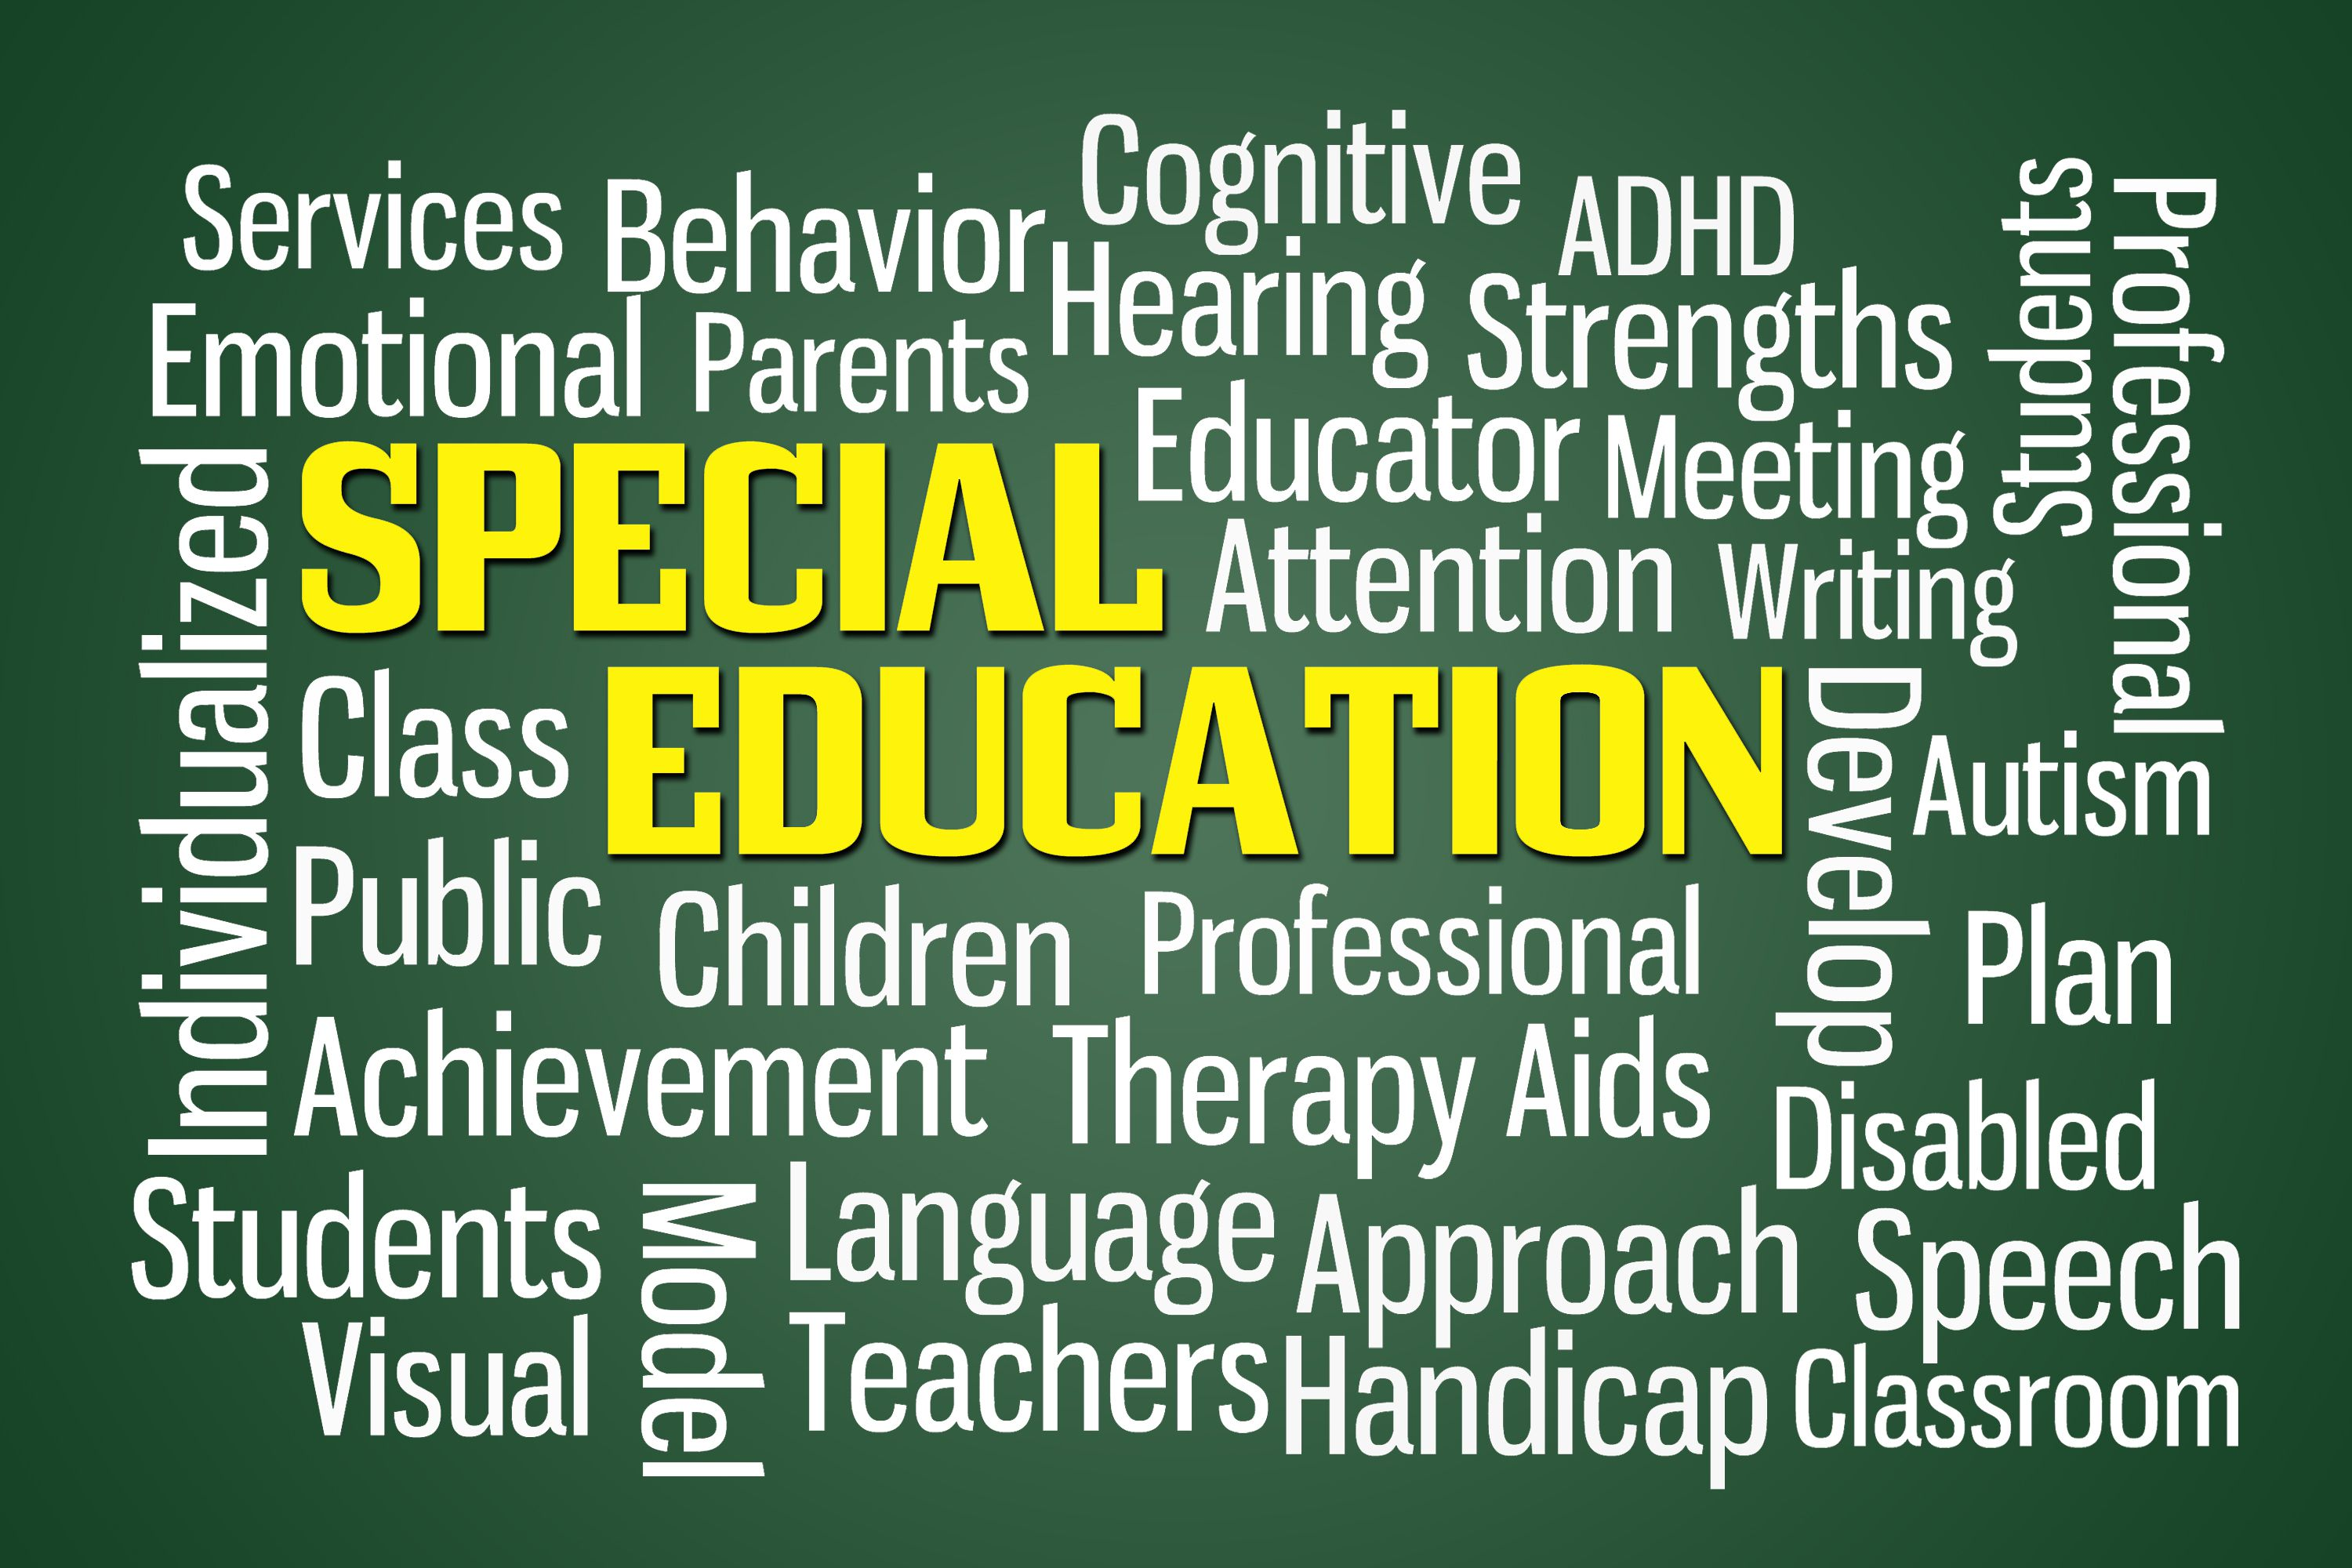 Cognitive
Services Behavior
ADHD
Students
Professional
Hearing Strengths
Emotional Parents
Educator Meeting
Individualized
SPECIAL
Attention Writing
Class
EDUCATION
Develop
Autism
Public
Children
Professional
Plan
Achievement
Therapy Aids
Disabled
Students
Model
Language
Approach
Speech
Visual
Teachers
Handicap
Classroom